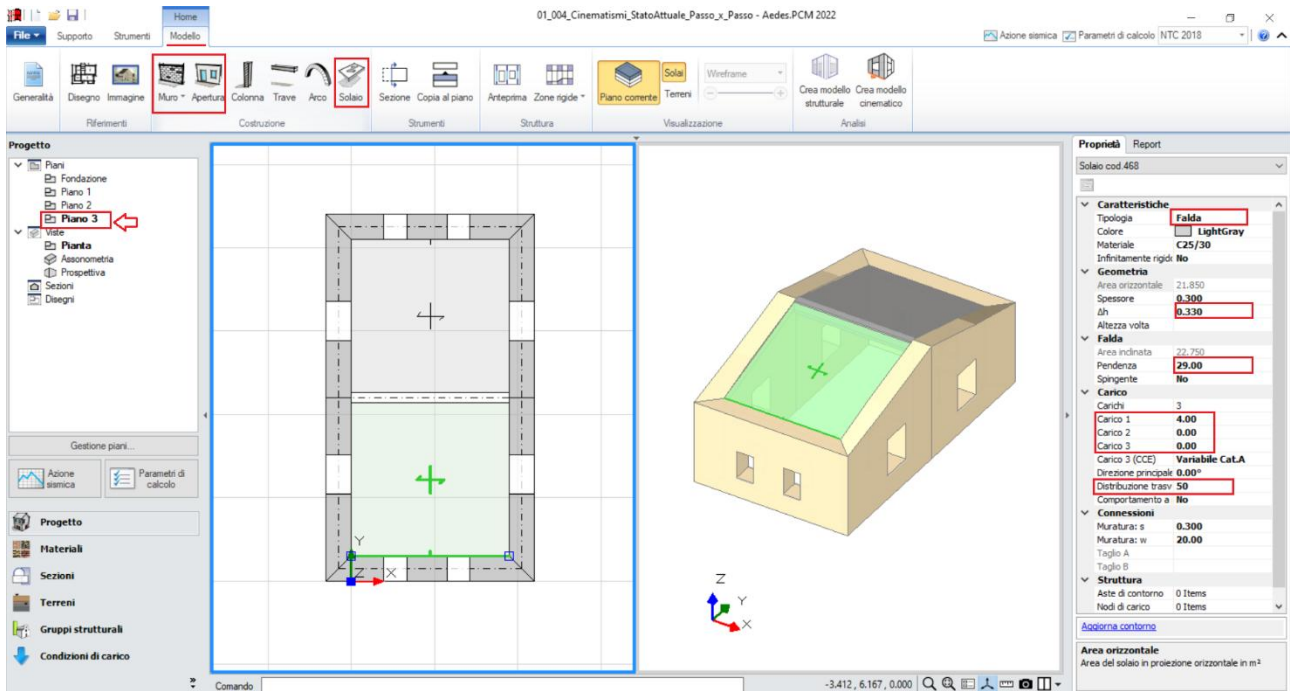 Home
01_004_Cinematismi_StatoAttuale_Passo_x_Passo - Aedes.PCM 2022
File
Supporto
Strumenti
Modello
Azione sismica
Parametri di calcolo
NTC 2018
Generalità
Disegno
Immagine
Muro
Apertura
Colonna
Trave
Arco
Solaio
Sezione
Copia al piano
Anteprima
Zone rigide
Piano corrente
Solai
Terreni
Wireframe
Crea modello strutturale
Crea modello cinematico
Riferimenti
Costruzione
Strumenti
Struttura
Visualizzazione
Analisi
Progetto
Piani
Fondazione
Piano 1
Piano 2
Piano 3
Viste
Pianta
Assonometria
Prospettiva
Sezioni
Disegni
Gestione piani...
Azione sismica
Parametri di calcolo
Progetto
Materiali
Sezioni
Terreni
Gruppi strutturali
Condizioni di carico
Y
Z
X
Z
Y
X
Comando
-3.412 , 6.167 , 0.000
Proprietà
Report
Solaio cod.468
Caratteristiche
Tipologia Falda
Colore LightGray
Materiale C25/30
Infinitamente rigido No
Geometria
Area orizzontale 21.850
Spessore 0.300
Δh 0.330
Altezza volta
Falda
Area inclinata 22.750
Pendenza 29.00
Spingente No
Carico
Carichi 3
Carico 1 4.00
Carico 2 0.00
Carico 3 0.00
Carico 3 (CCE) Variabile Cat.A
Direzione principale 0.00°
Distribuzione trasv 50
Comportamento a No
Connessioni
Muratura: s 0.300
Muratura: w 20.00
Taglio A
Taglio B
Struttura
Aste di contorno 0 Items
Nodi di carico 0 Items
Aggiorna contorno
Area orizzontale
Area del solaio in proiezione orizzontale in m²